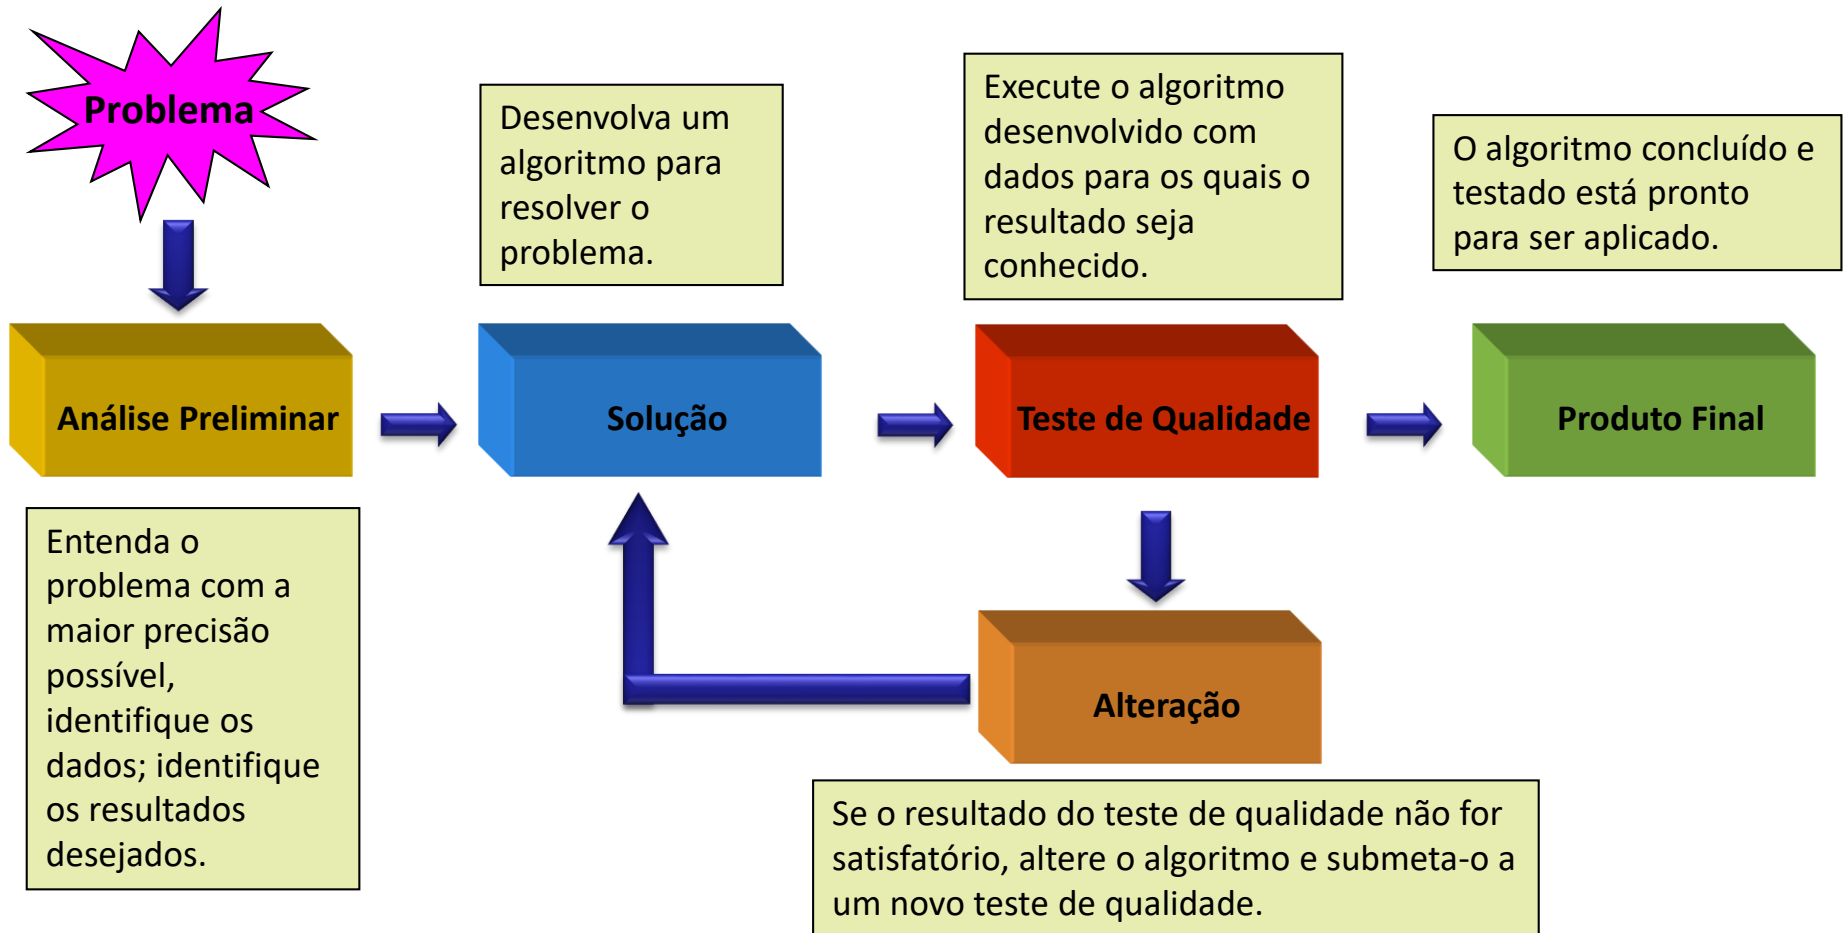 Problema
Desenvolva um
algoritmo para
resolver o
problema.
Execute o algoritmo
desenvolvido com
dados para os quais o
resultado seja
conhecido.
O algoritmo concluído e
testado está pronto
para ser aplicado.
Análise Preliminar
Solução
Teste de Qualidade
Produto Final
Entenda o
problema com a
maior precisão
possível,
identifique os
dados; identifique
os resultados
desejados.
Alteração
Se o resultado do teste de qualidade não for
satisfatório, altere o algoritmo e submeta-o a
um novo teste de qualidade.